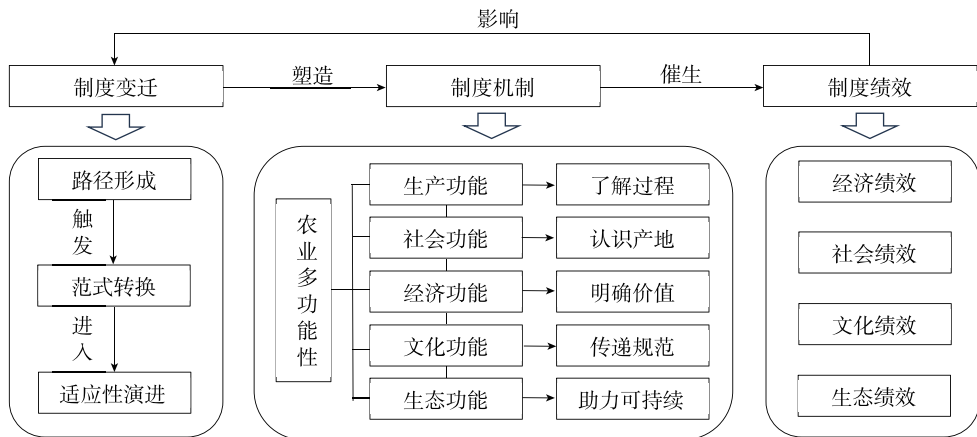 影响
制度变迁
塑造
制度机制
催生
制度绩效
路径形成
触发
范式转换
进入
适应性演进
农业多功能性
生产功能
了解过程
社会功能
认识产地
经济功能
明确价值
文化功能
传递规范
生态功能
助力可持续
经济绩效
社会绩效
文化绩效
生态绩效